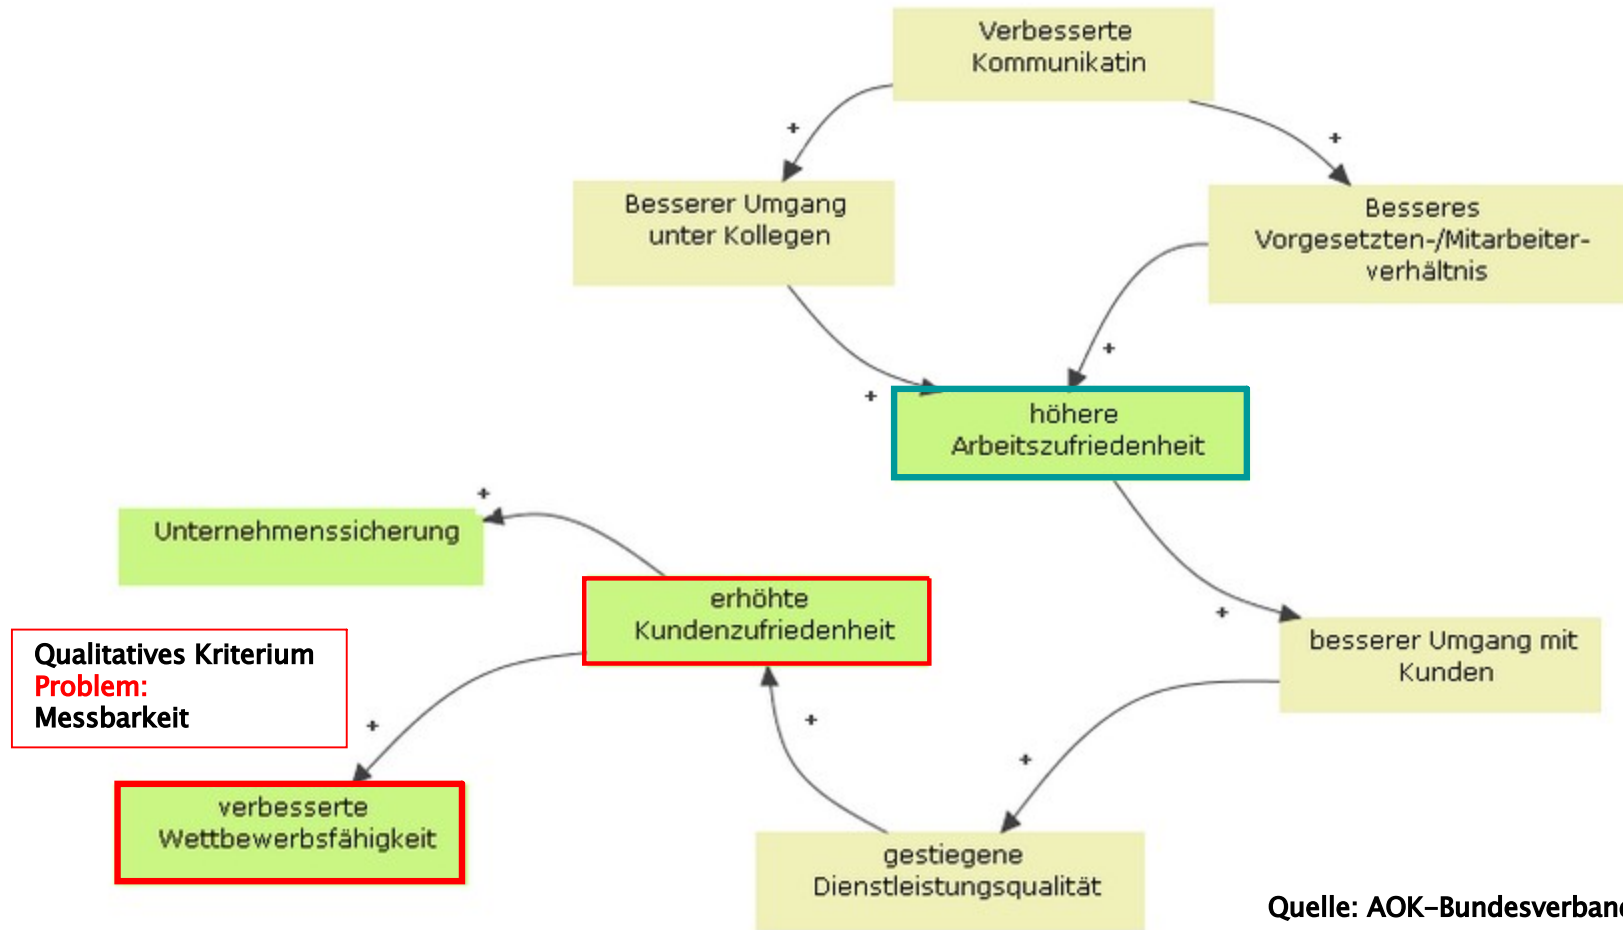 Verbesserte
Kommunikatin
+
+
Besserer Umgang
unter Kollegen
Besseres
Vorgesetzten-/Mitarbeiter-
verhältnis
+
+
höhere
Arbeitszufriedenheit
+
Unternehmenssicherung
erhöhte
Kundenzufriedenheit
+
besserer Umgang mit
Kunden
Qualitatives Kriterium
Problem:
Messbarkeit
+
+
+
verbesserte
Wettbewerbsfähigkeit
gestiegene
Dienstleistungsqualität
Quelle: AOK-Bundesverband